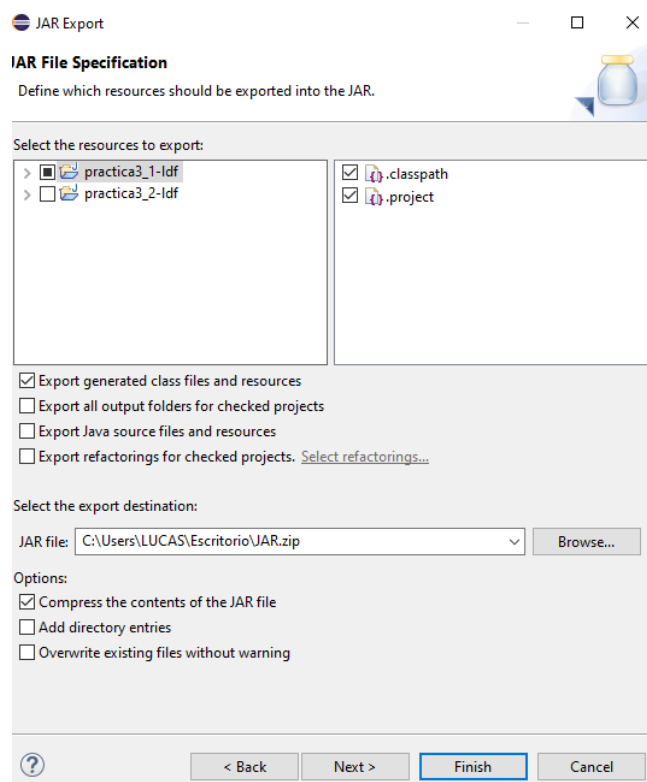 JAR Export
JAR File Specification
Define which resources should be exported into the JAR.
Select the resources to export:
practica3_1-ldf
practica3_2-ldf
.classpath
.project
Export generated class files and resources
Export all output folders for checked projects
Export Java source files and resources
Export refactorings for checked projects. Select refactorings...
Select the export destination:
JAR file: C:\Users\LUCAS\Escritorio\JAR.zip Browse...
Options:
Compress the contents of the JAR file
Add directory entries
Overwrite existing files without warning
? < Back Next > Finish Cancel